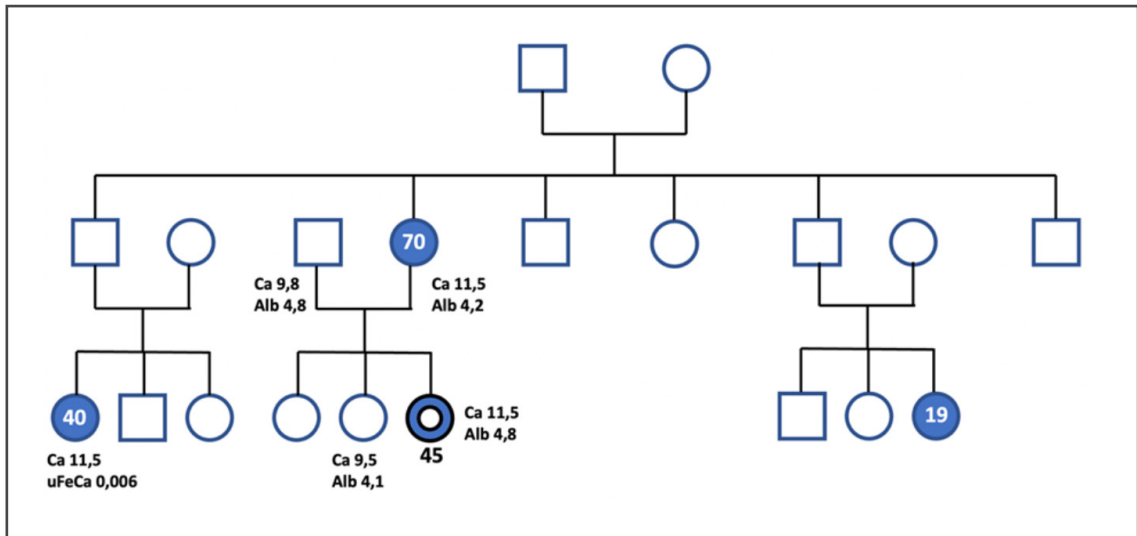 70
Ca 9,8
Alb 4,8
Ca 11,5
Alb 4,2
40
Ca 11,5
uFeCa 0,006
Ca 9,5
Alb 4,1
45
Ca 11,5
Alb 4,8
19